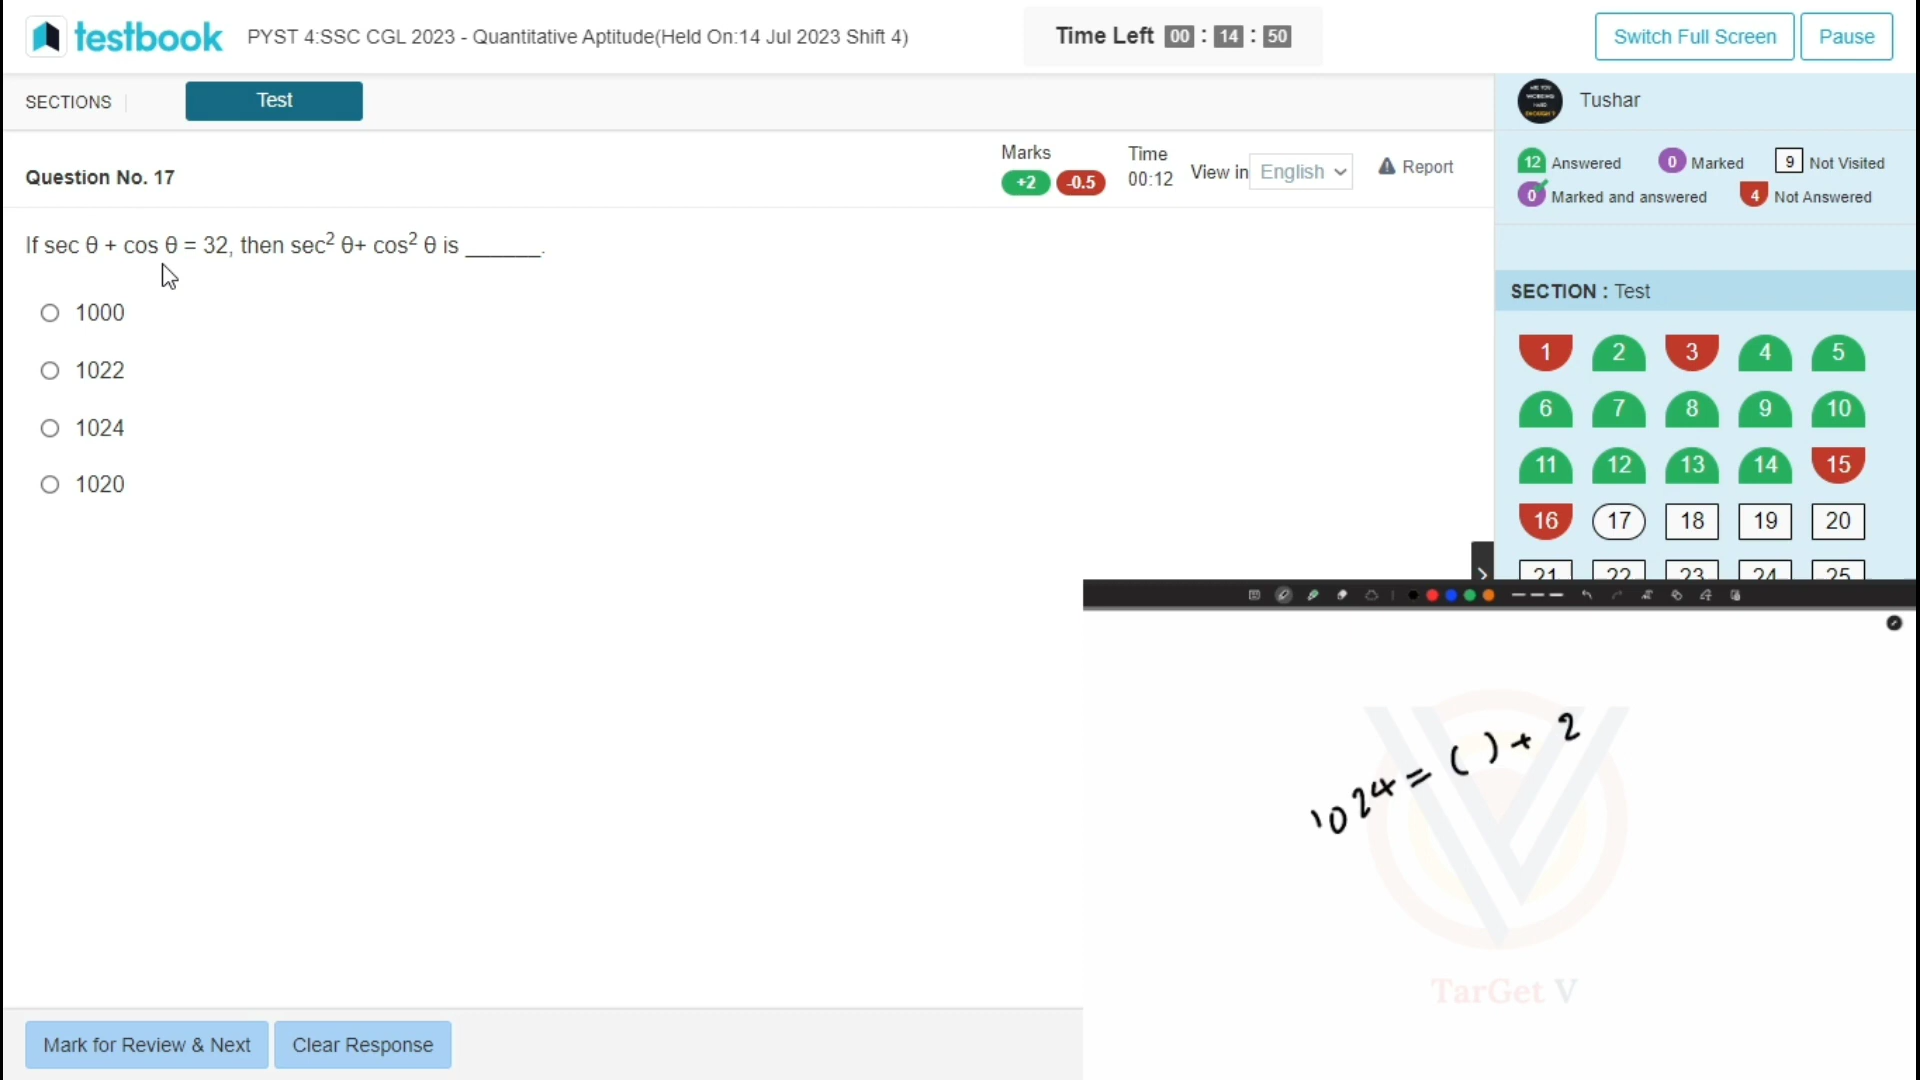 testbook PYST 4:SSC CGL 2023 - Quantitative Aptitude(Held On:14 Jul 2023 Shift 4) Time Left 00 : 14 : 50 Switch Full Screen Pause
SECTIONS Test
Tushar
12 Answered 0 Marked 9 Not Visited
0 Marked and answered 4 Not Answered
Question No. 17
Marks
+2 -0.5
Time
00:12
View in English
Report
If sec θ + cos θ = 32, then sec² θ+ cos² θ is ______.
1000
1022
1024
1020
SECTION : Test
1 2 3 4 5
6 7 8 9 10
11 12 13 14 15
16 17 18 19 20
21 22 23 24 25
1024 = ( ) + 2
TarGet V
Mark for Review & Next Clear Response